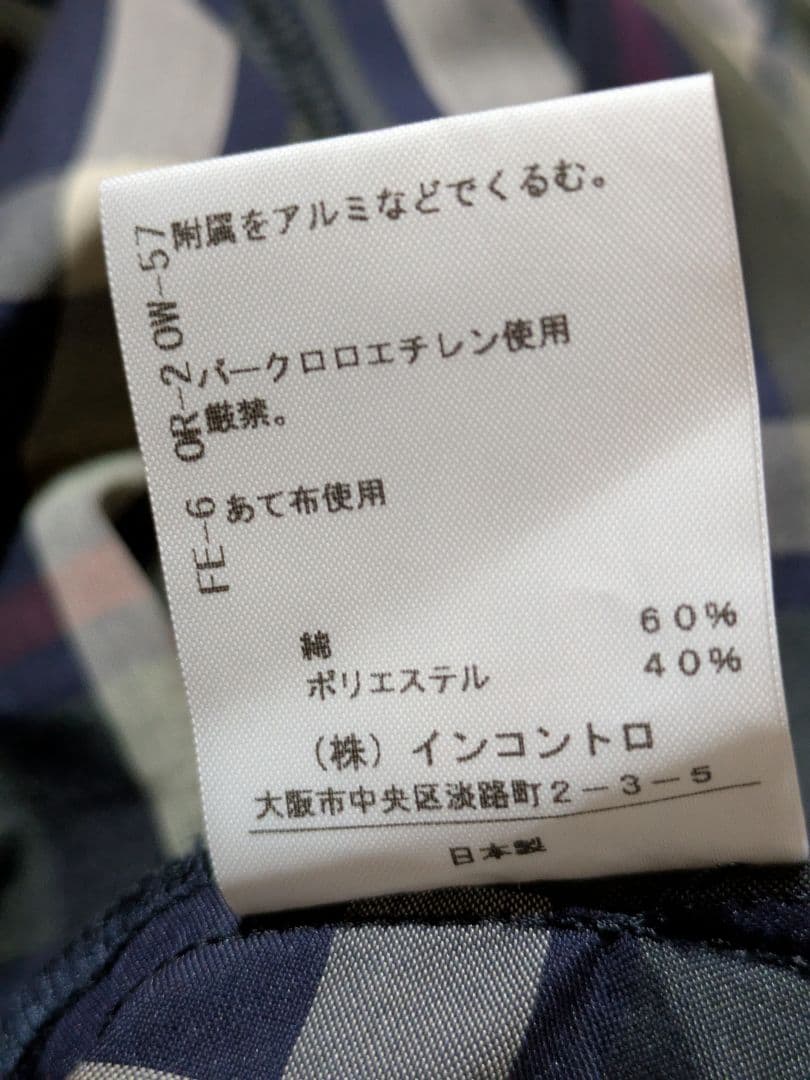 附属をアルミなどでくるむ。
パークロロエチレン使用
厳禁。
あて布使用
OW-57
OR-2
FE-6
綿 60%
ポリエステル 40%
(株)インコントロ
大阪市中央区淡路町2-3-5
日本製